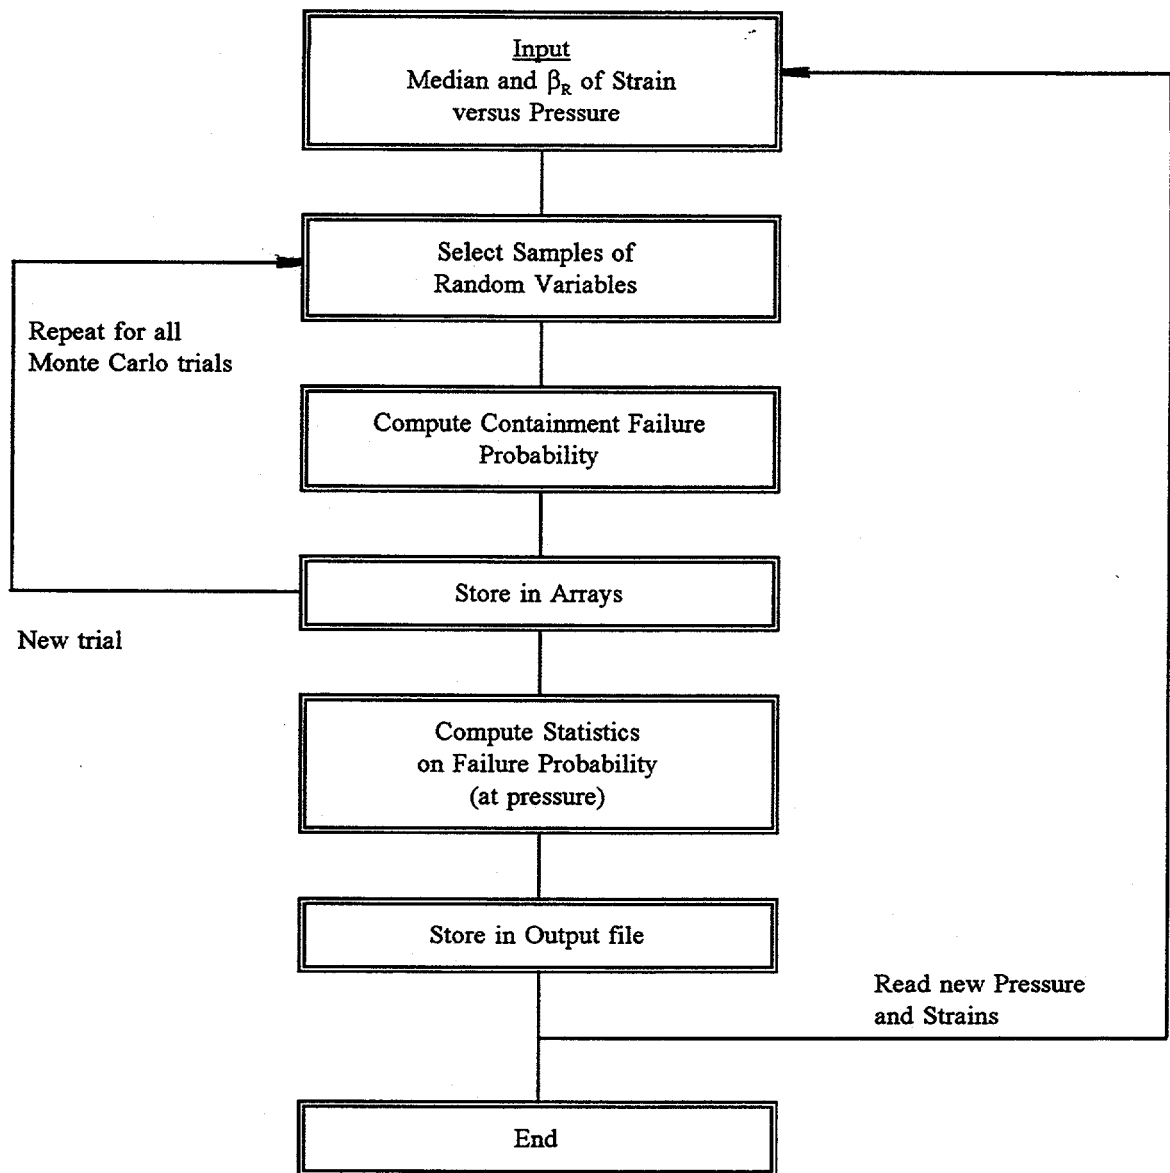 Input
Median and βR of Strain
versus Pressure
Select Samples of
Random Variables
Repeat for all
Monte Carlo trials
Compute Containment Failure
Probability
Store in Arrays
New trial
Compute Statistics
on Failure Probability
(at pressure)
Store in Output file
Read new Pressure
and Strains
End